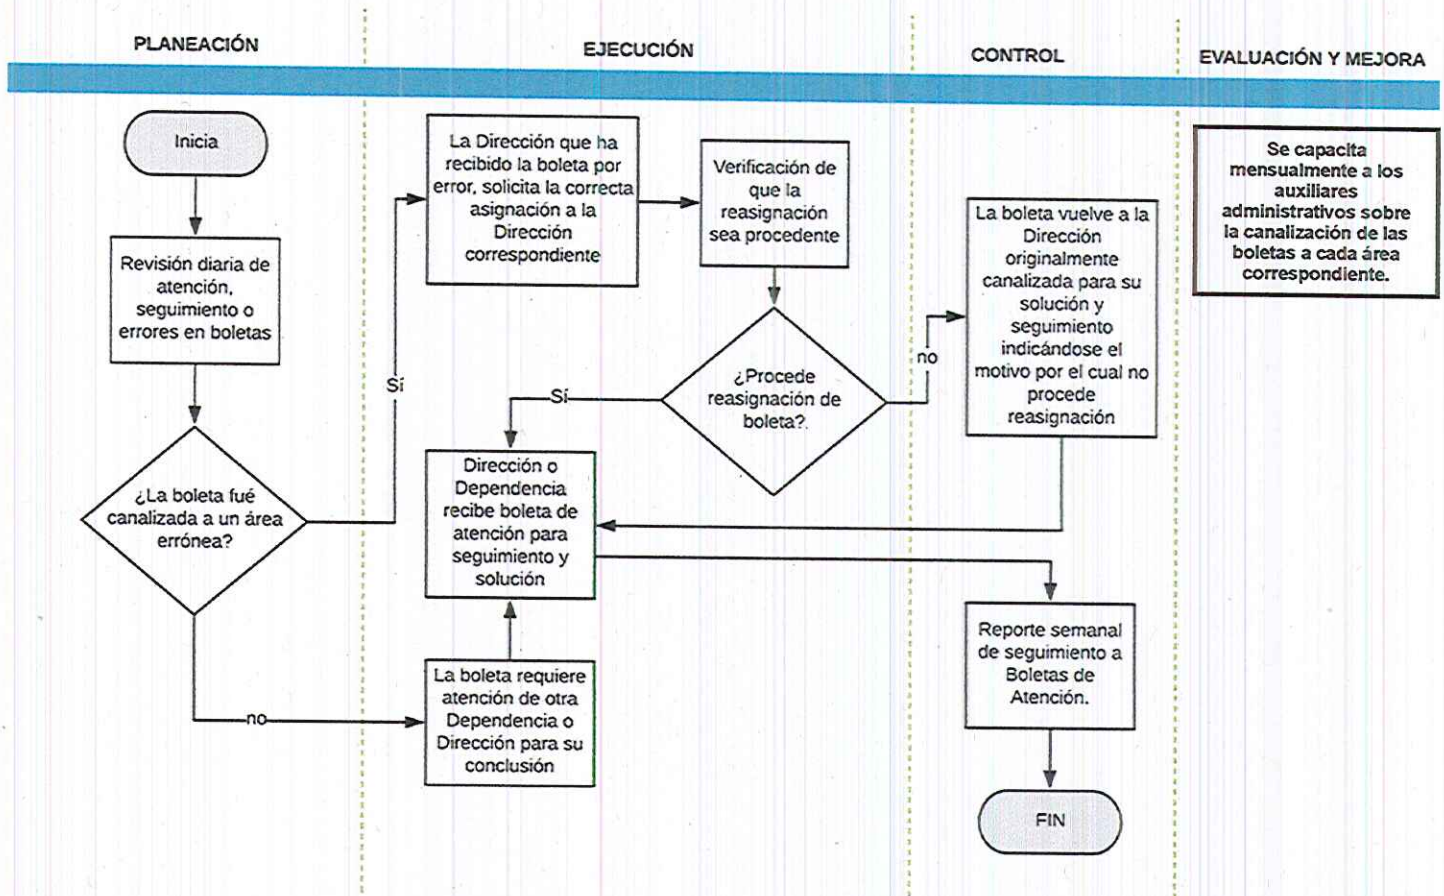 PLANEACIÓN
EJECUCIÓN
CONTROL
EVALUACIÓN Y MEJORA
Inicia
Revisión diaria de
atención,
seguimiento o
errores en boletas
¿La boleta fué
canalizada a un área
errónea?
Sí
no
La Dirección que ha
recibido la boleta por
error, solicita la correcta
asignación a la
Dirección
correspondiente
Verificación de
que la
reasignación
sea procedente
¿Procede
reasignación de
boleta?.
Sí
no
Dirección o
Dependencia
recibe boleta de
atención para
seguimiento y
solución
La boleta requiere
atención de otra
Dependencia o
Dirección para su
conclusión
La boleta vuelve a la
Dirección
originalmente
canalizada para su
solución y
seguimiento
indicándose el
motivo por el cual no
procede
reasignación
Reporte semanal
de seguimiento a
Boletas de
Atención.
FIN
Se capacita
mensualmente a los
auxiliares
administrativos sobre
la canalización de las
boletas a cada área
correspondiente.